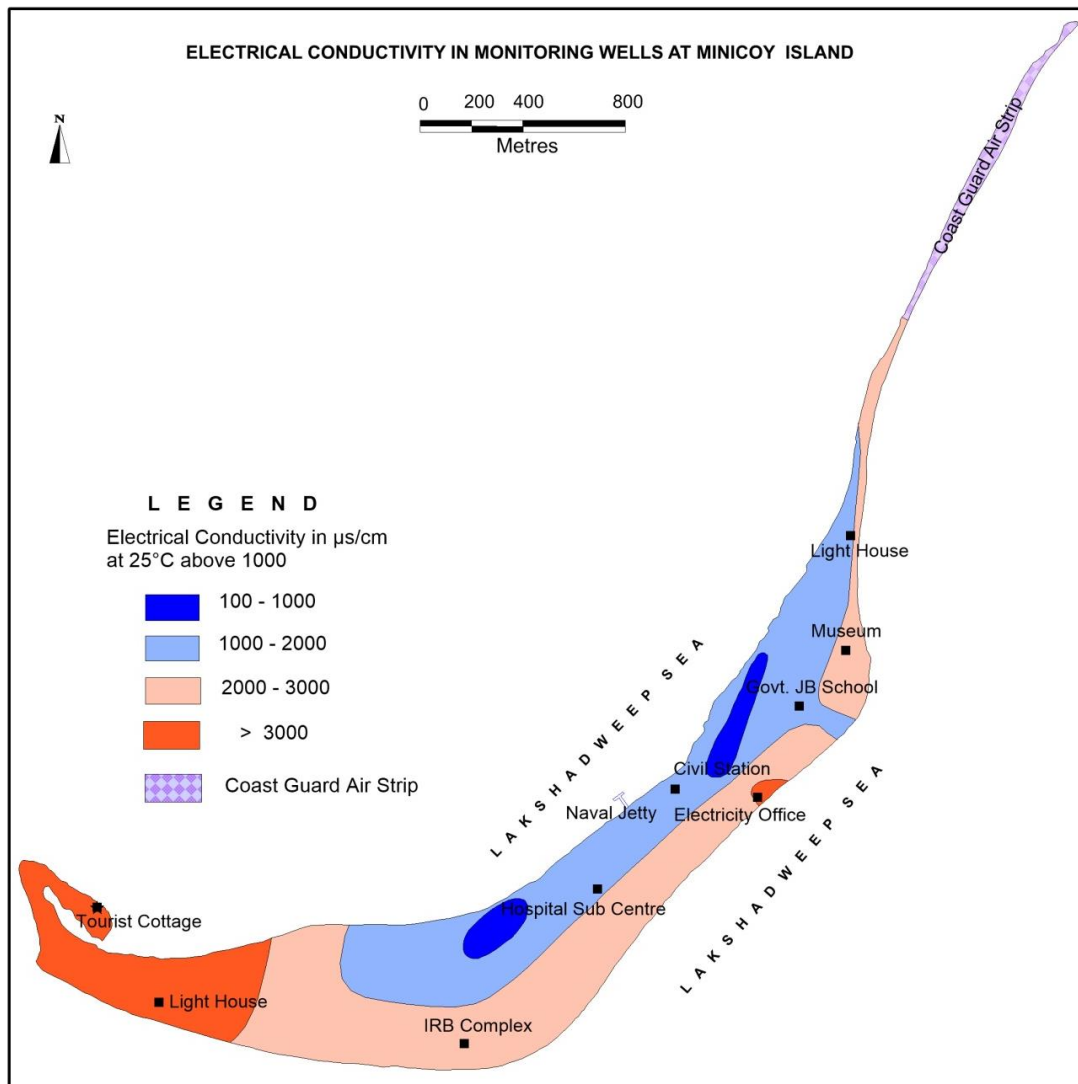 ELECTRICAL CONDUCTIVITY IN MONITORING WELLS AT MINICOY ISLAND
0 200 400 800
Metres
N
Coast Guard Air Strip
L E G E N D
Electrical Conductivity in µs/cm
at 25°C above 1000
100 - 1000
1000 - 2000
2000 - 3000
> 3000
Coast Guard Air Strip
Light House
Museum
Govt. JB School
LAKSHADWEEP SEA
Civil Station
Naval Jetty
Electricity Office
LAKSHADWEEP SEA
Hospital Sub Centre
Tourist Cottage
Light House
IRB Complex